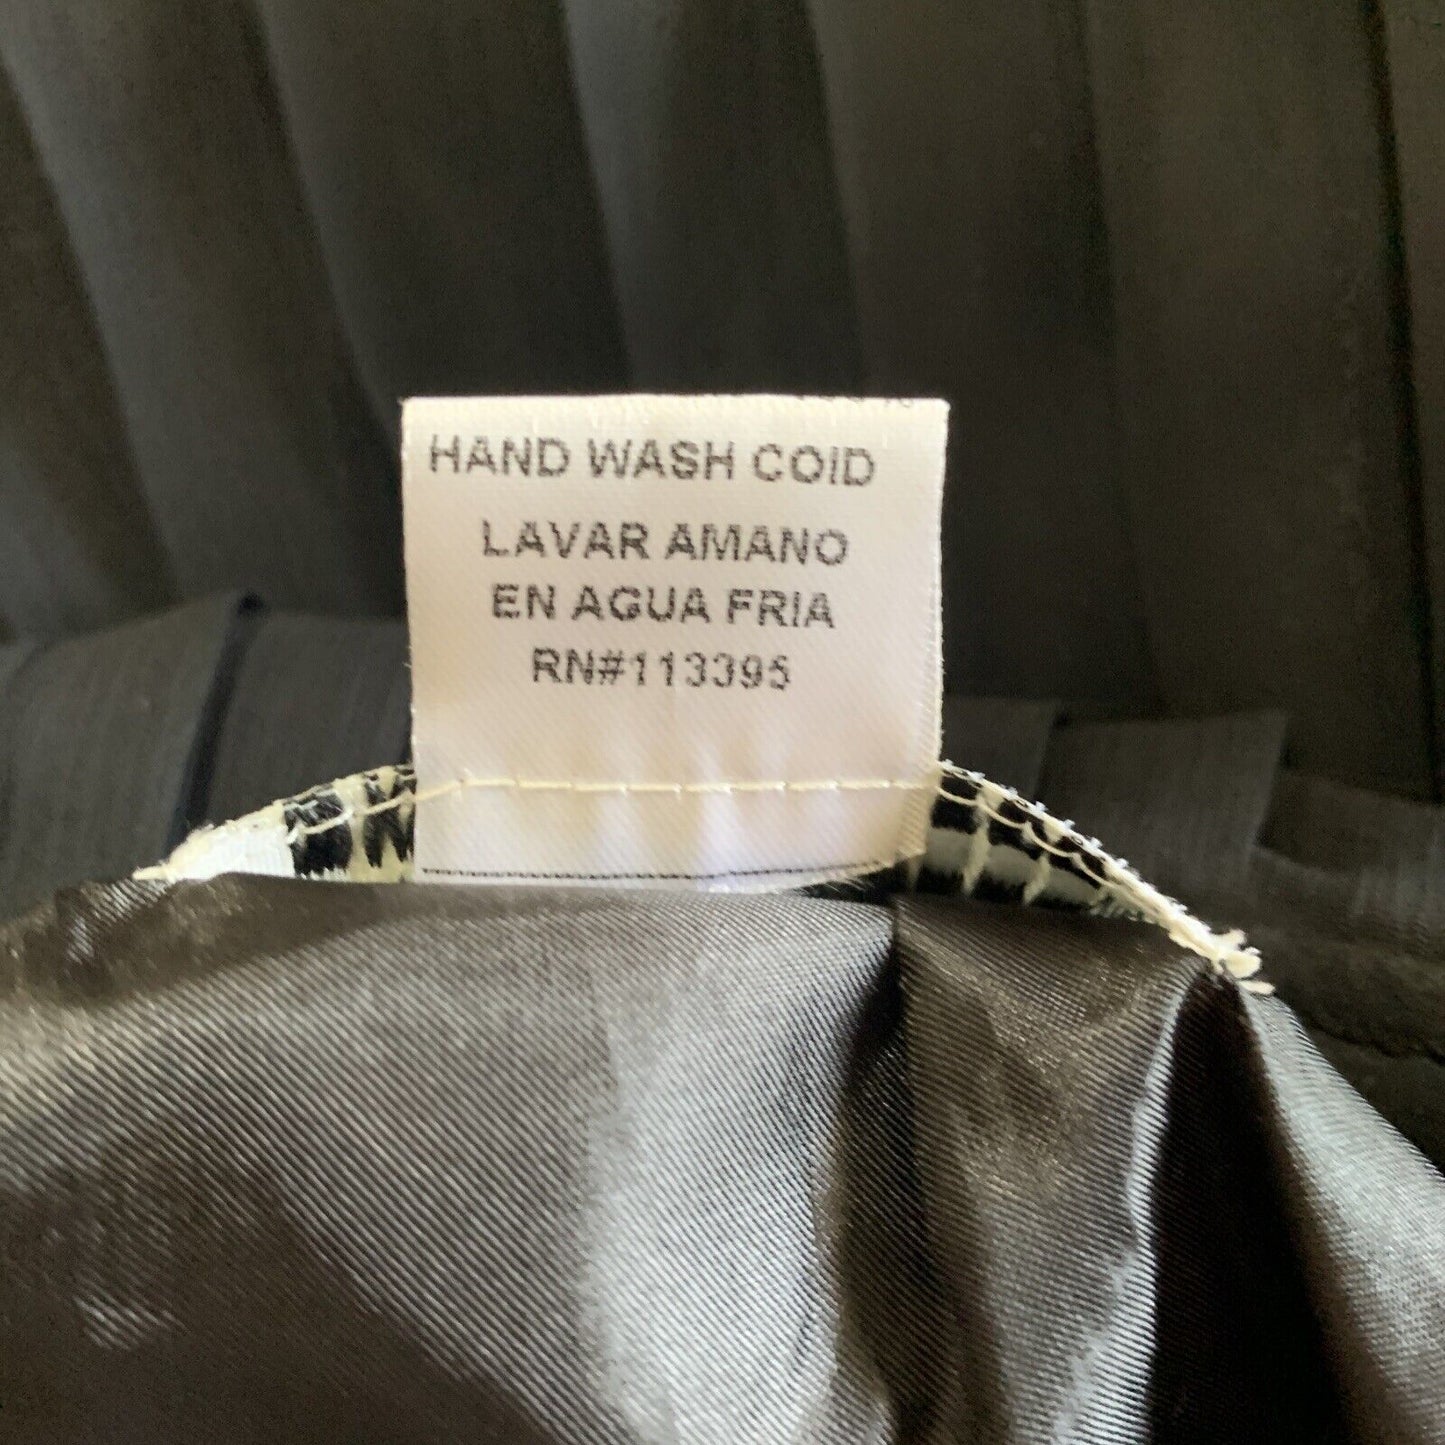 HAND WASH COID
LAVAR AMANO
EN AGUA FRIA
RN#113395